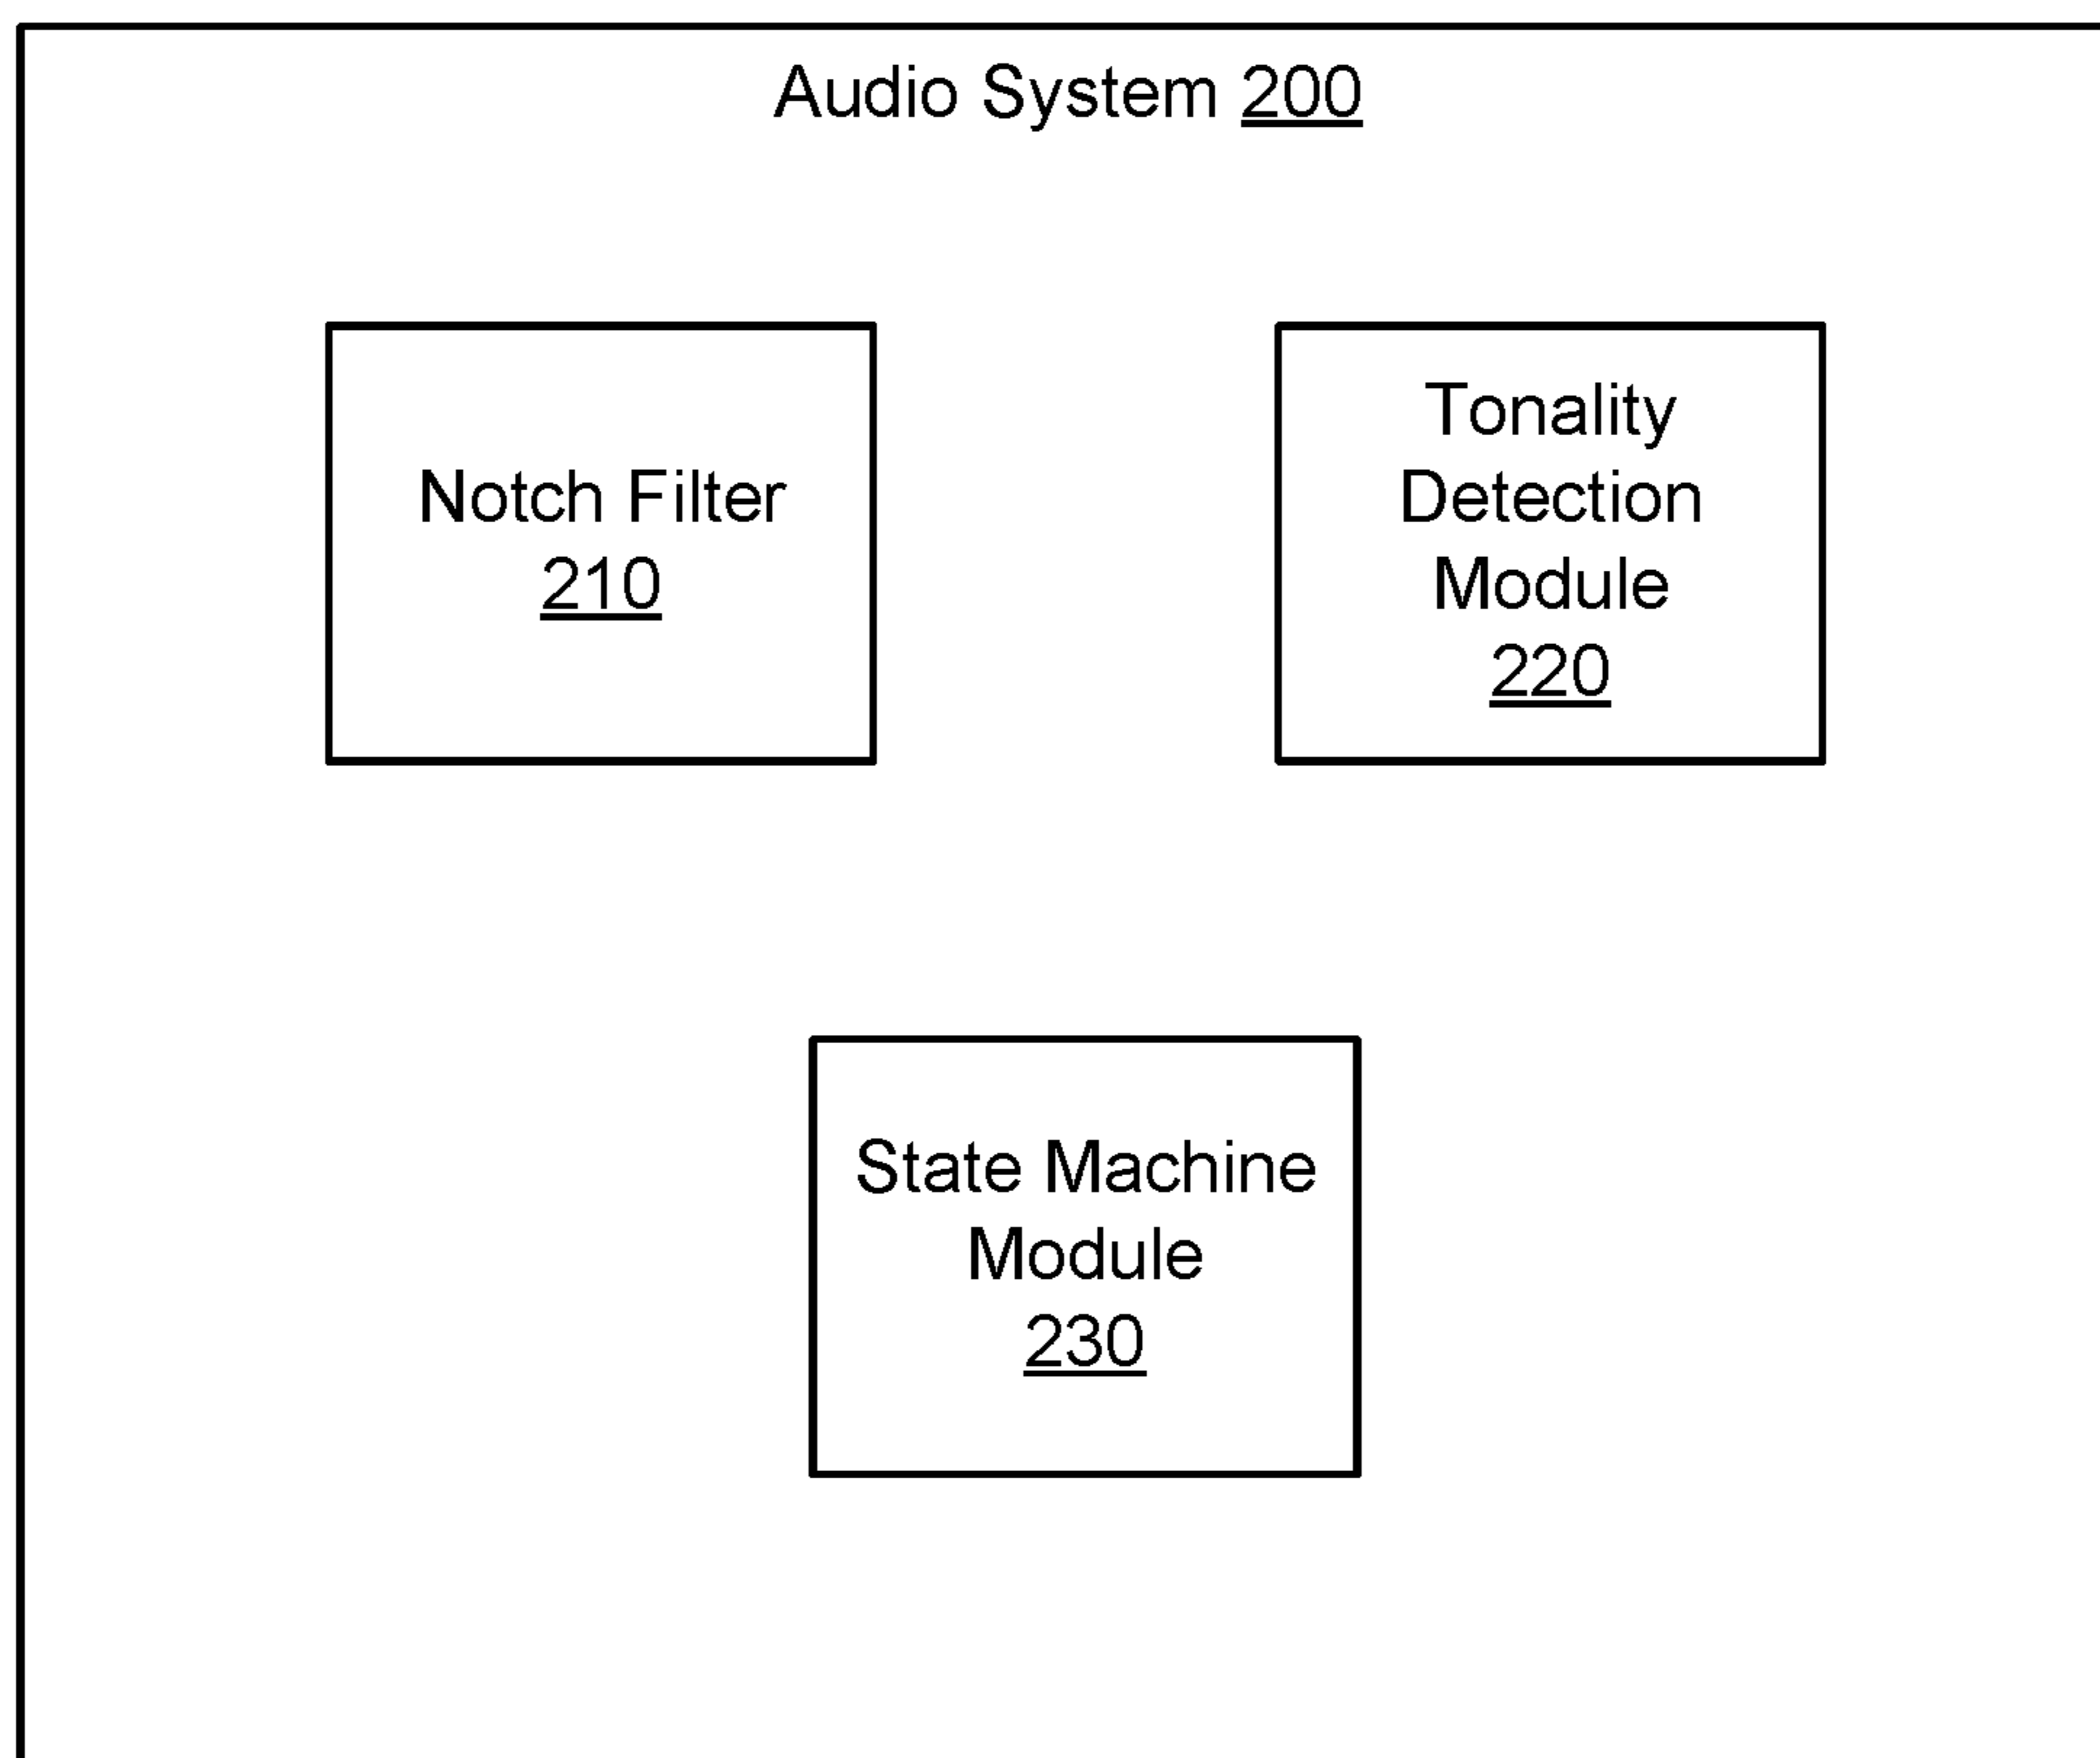 Audio System 200
Notch Filter
210
Tonality
Detection
Module
220
State Machine
Module
230